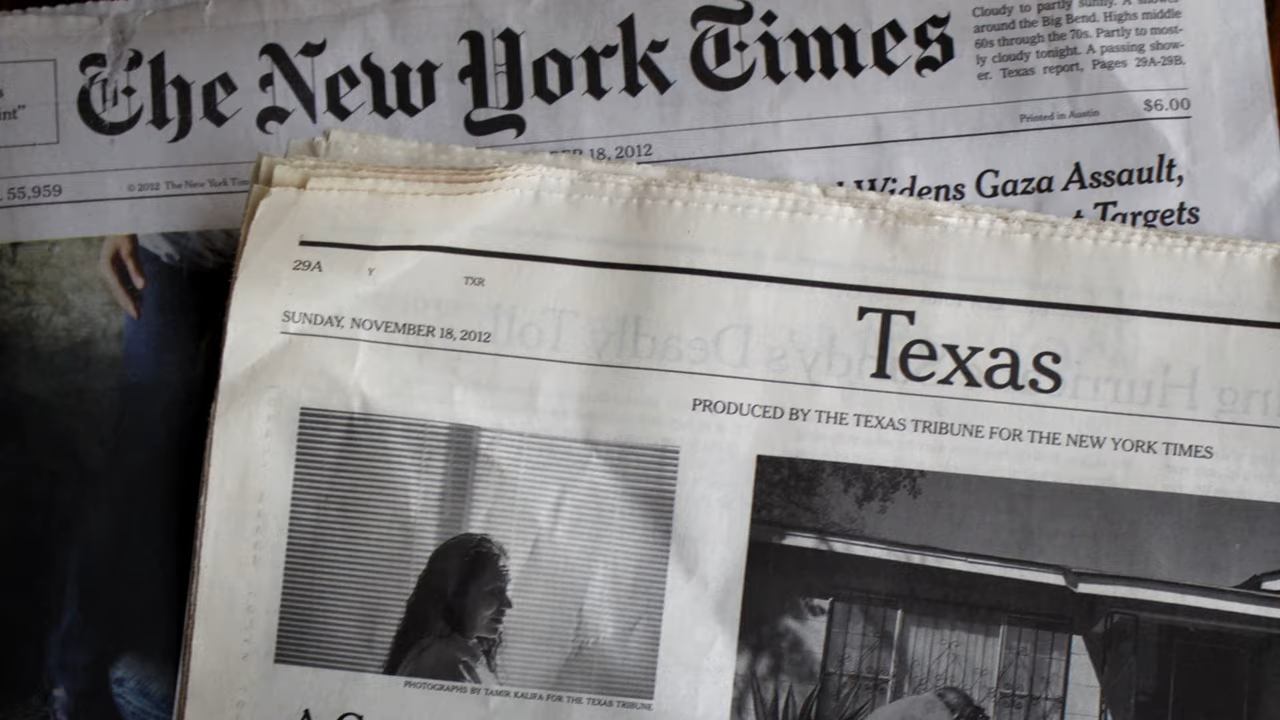 The New York Times
Cloudy to partly sunny. A shower
around the Big Bend. Highs middle
60s through the 70s. Partly to most-
ly cloudy tonight. A passing show-
er. Texas report, Pages 29A-29B.
Printed in Austin
$6.00
55,959
© 2012 The New York
18, 2012
Widens Gaza Assault,
Targets
29A
Y
TXR
SUNDAY, NOVEMBER 18, 2012
Texas
PRODUCED BY THE TEXAS TRIBUNE FOR THE NEW YORK TIMES
PHOTOGRAPHS BY TAMIR KALIFA FOR THE TEXAS TRIBUNE